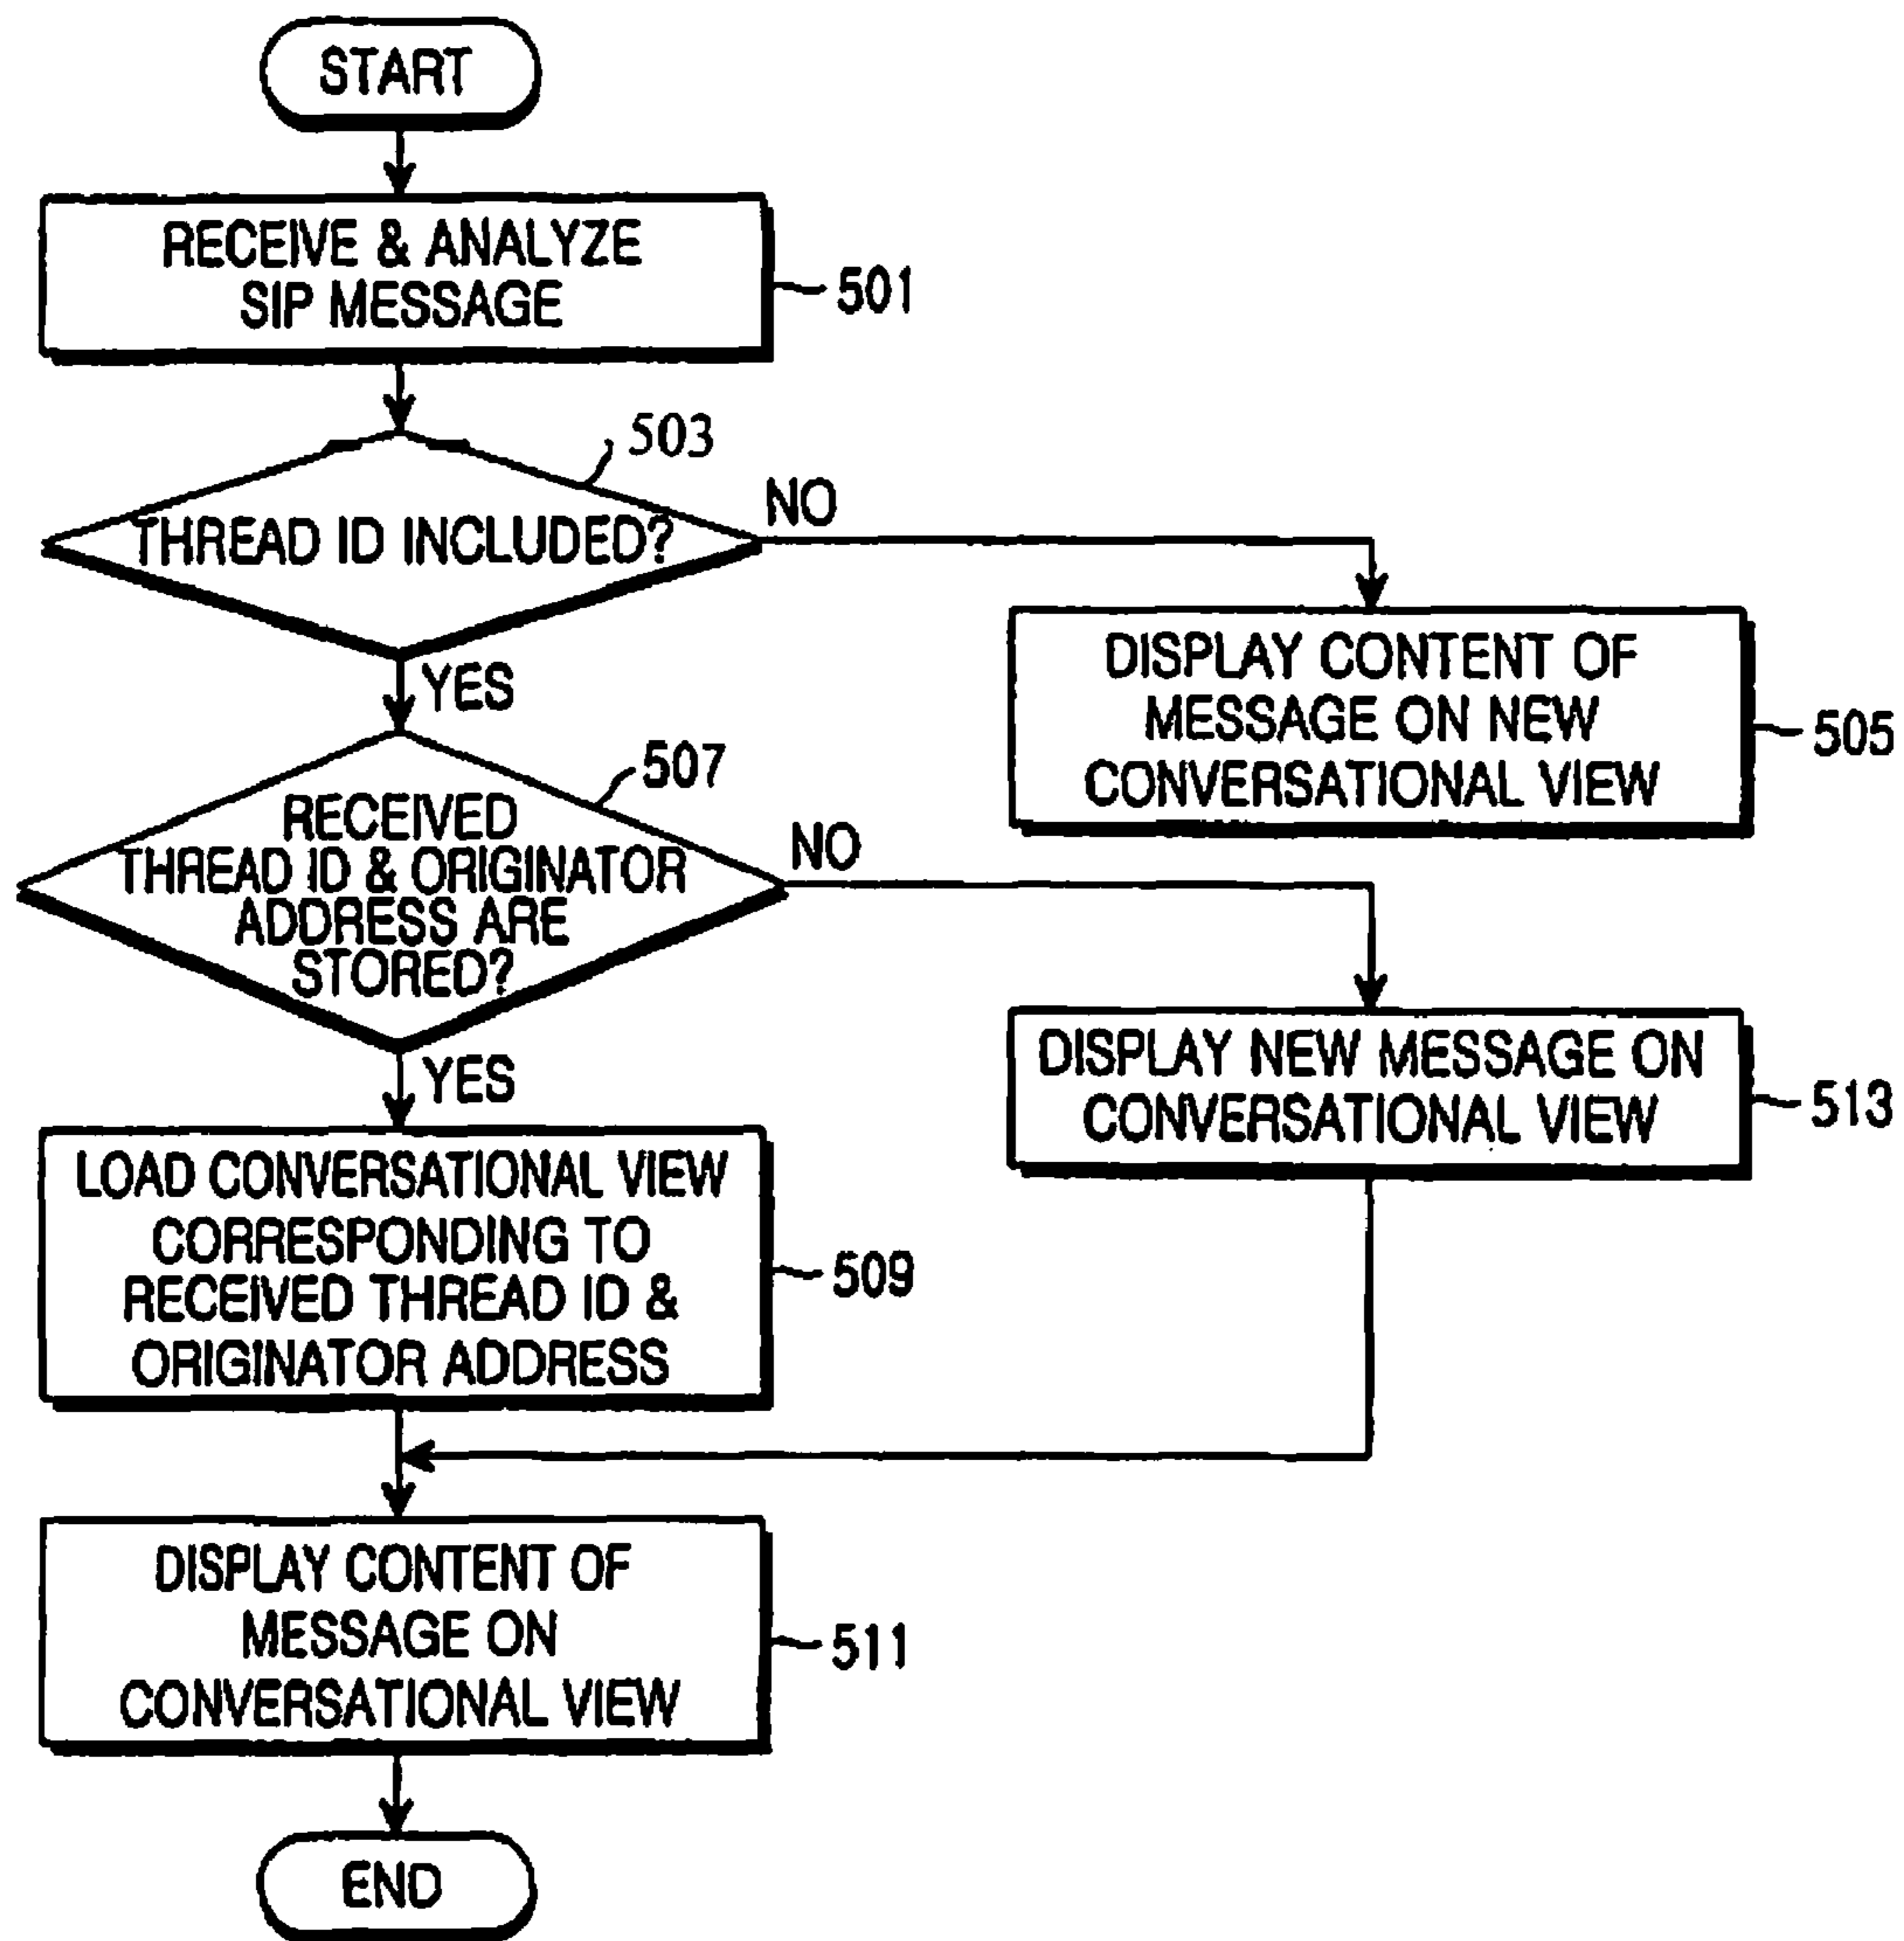 START
RECEIVE & ANALYZE
SIP MESSAGE
501
503
THREAD ID INCLUDED?
NO
YES
DISPLAY CONTENT OF
MESSAGE ON NEW
CONVERSATIONAL VIEW
505
507
RECEIVED
THREAD ID & ORIGINATOR
ADDRESS ARE
STORED?
NO
YES
DISPLAY NEW MESSAGE ON
CONVERSATIONAL VIEW
513
LOAD CONVERSATIONAL VIEW
CORRESPONDING TO
RECEIVED THREAD ID &
ORIGINATOR ADDRESS
509
DISPLAY CONTENT OF
MESSAGE ON
CONVERSATIONAL VIEW
511
END